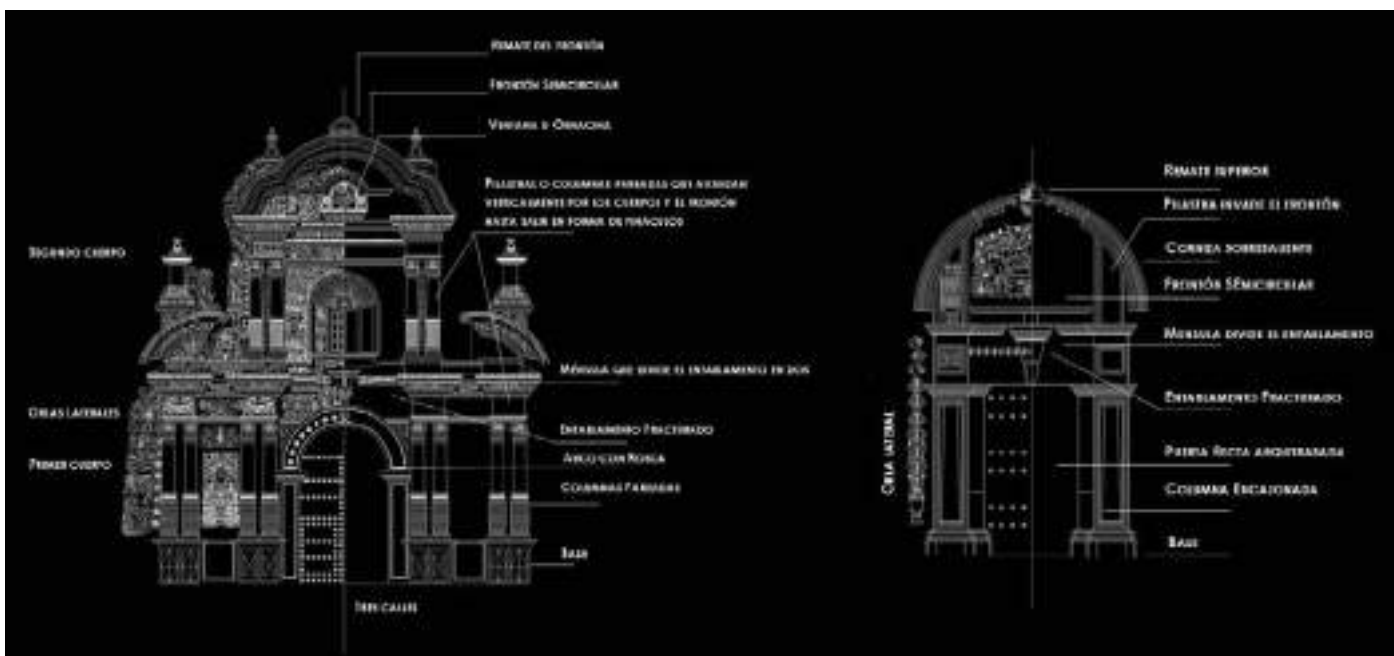 REMATE DEL FRONTÓN
FRONTÓN SEMICIRCULAR
VENTANA U ORNACINA
PILASTRAS O COLUMNAS PAREADAS QUE AVANZAN
VERTICALMENTE POR LOS CUERPOS Y EL FRONTÓN
HASTA SALIR EN FORMA DE PINÁCULOS
SEGUNDO CUERPO
MÉNSULA QUE DIVIDE EL ENTABLAMENTO EN DOS
ORLAS LATERALES
ENTABLAMENTO FRACTURADO
PRIMER CUERPO
ARCO CON ROSCA
COLUMNAS PAREADAS
BASE
TRES CALLES
REMATE SUPERIOR
PILASTRA INVADE EL FRONTÓN
CORNISA SOBRESALIENTE
FRONTÓN SEMICIRCULAR
MENSULA DIVIDE EL ENTABLAMENTO
ENTABLAMENTO FRACTURADO
ORLA LATERAL
PUERTA RECTA ARQUITRABADA
COLUMNA ENCAJONADA
BASE